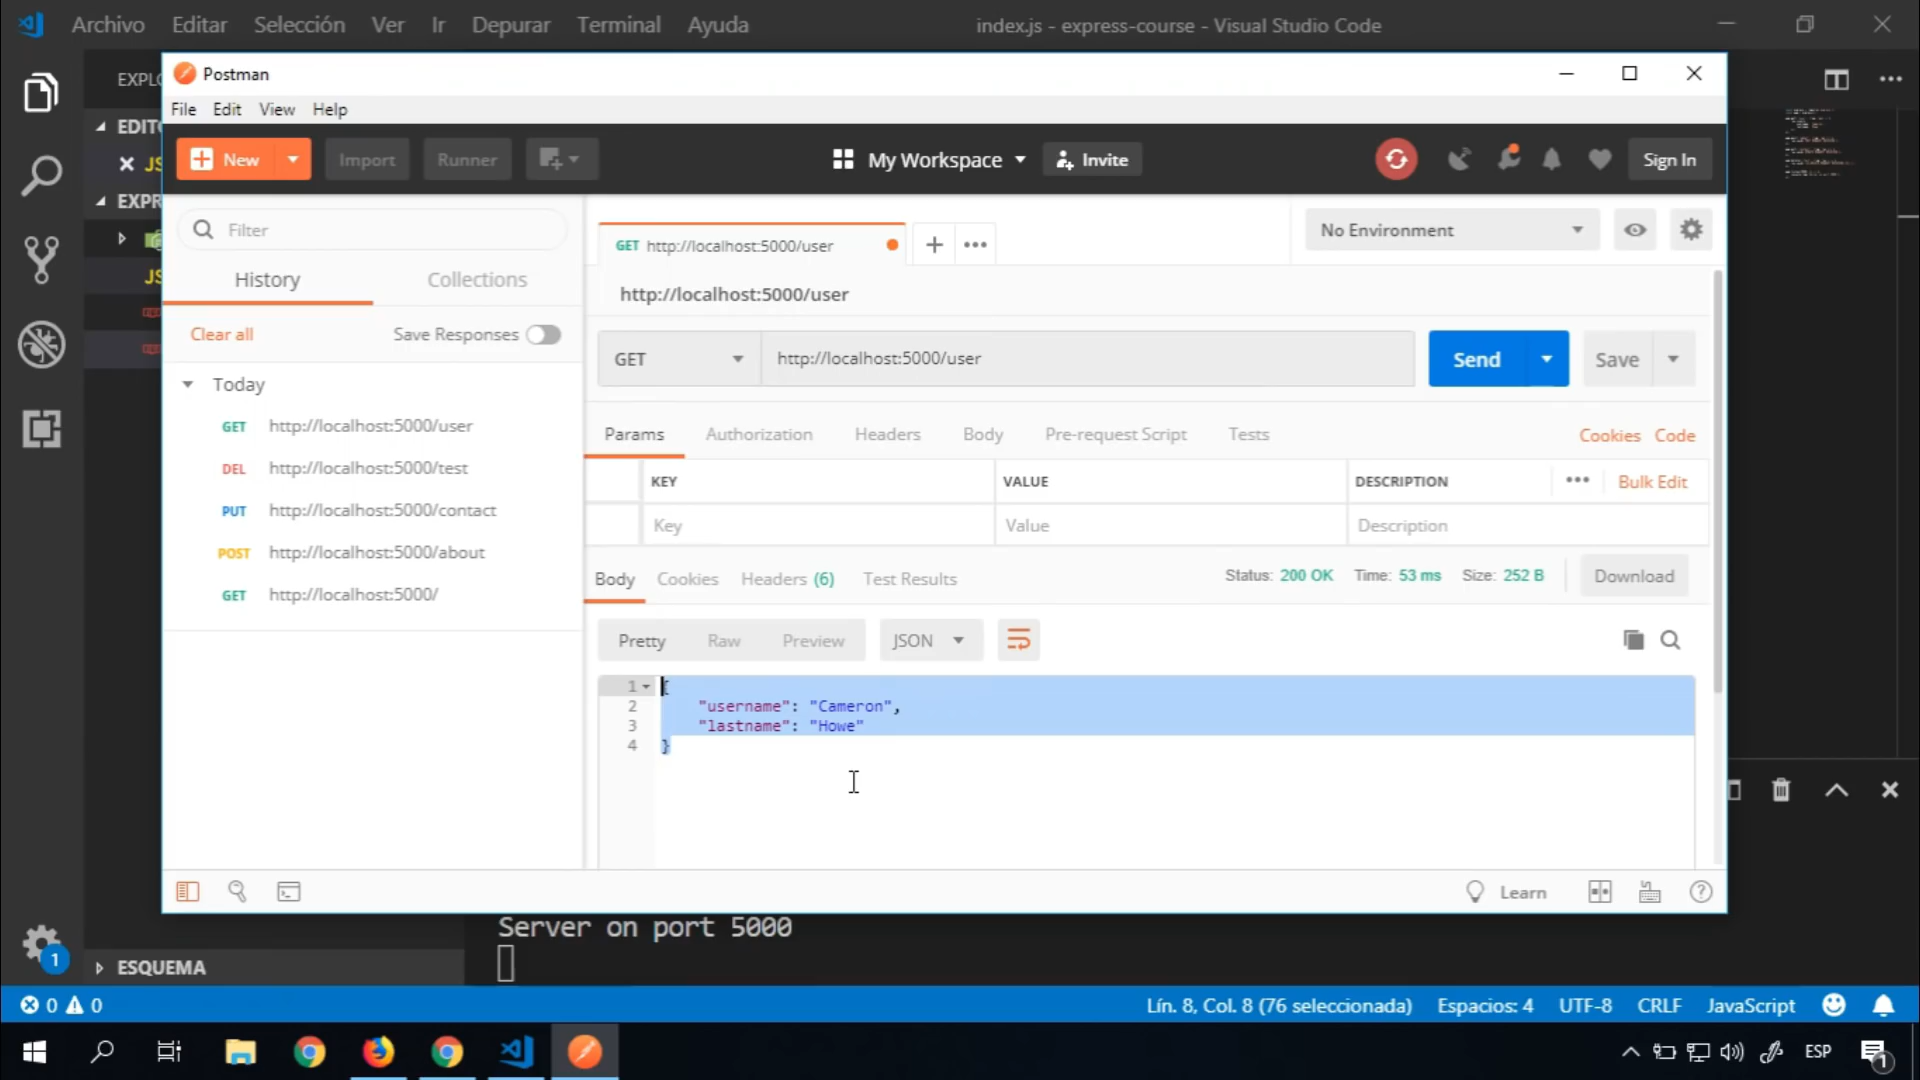 Archivo Editar Selección Ver Ir Depurar Terminal Ayuda
index.js - express-course - Visual Studio Code
Postman
File Edit View Help
New Import Runner
My Workspace Invite
Sign In
Filter
History Collections
Clear all Save Responses
Today
GET http://localhost:5000/user
DEL http://localhost:5000/test
PUT http://localhost:5000/contact
POST http://localhost:5000/about
GET http://localhost:5000/
GET http://localhost:5000/user
No Environment
http://localhost:5000/user
GET http://localhost:5000/user
Send Save
Params Authorization Headers Body Pre-request Script Tests Cookies Code
KEY VALUE DESCRIPTION Bulk Edit
Key Value Description
Body Cookies Headers (6) Test Results Status: 200 OK Time: 53 ms Size: 252 B Download
Pretty Raw Preview JSON
1 {
2 "username": "Cameron",
3 "lastname": "Howe"
4 }
Learn
EXPLO
EDITO
JS
EXPR
JS
Server on port 5000
1
ESQUEMA
0 0
Lín. 8, Col. 8 (76 seleccionada) Espacios: 4 UTF-8 CRLF JavaScript
ESP
1